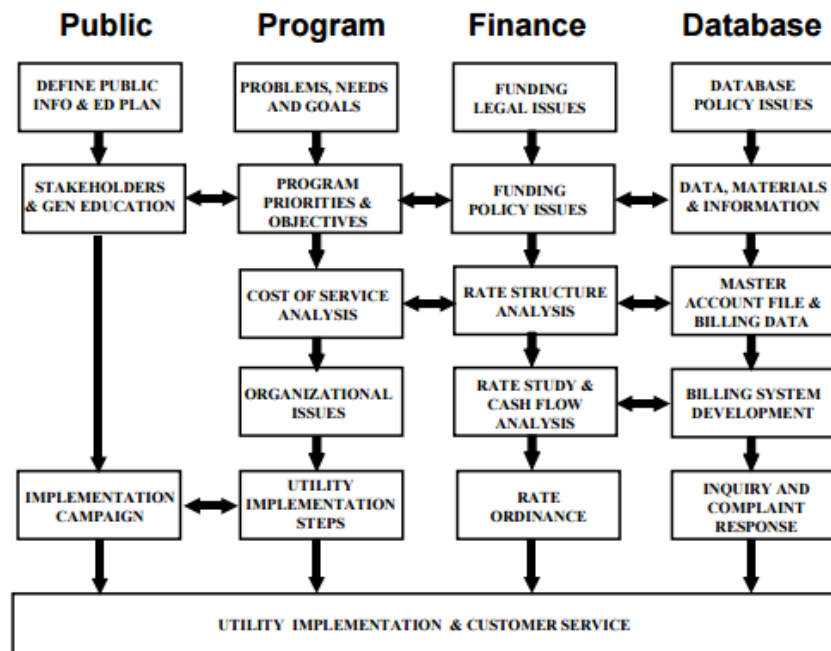 Public
Program
Finance
Database
DEFINE PUBLIC
INFO & ED PLAN
PROBLEMS, NEEDS
AND GOALS
FUNDING
LEGAL ISSUES
DATABASE
POLICY ISSUES
STAKEHOLDERS
& GEN EDUCATION
PROGRAM
PRIORITIES &
OBJECTIVES
FUNDING
POLICY ISSUES
DATA, MATERIALS
& INFORMATION
COST OF SERVICE
ANALYSIS
RATE STRUCTURE
ANALYSIS
MASTER
ACCOUNT FILE &
BILLING DATA
ORGANIZATIONAL
ISSUES
RATE STUDY &
CASH FLOW
ANALYSIS
BILLING SYSTEM
DEVELOPMENT
IMPLEMENTATION
CAMPAIGN
UTILITY
IMPLEMENTATION
STEPS
RATE
ORDINANCE
INQUIRY AND
COMPLAINT
RESPONSE
UTILITY IMPLEMENTATION & CUSTOMER SERVICE